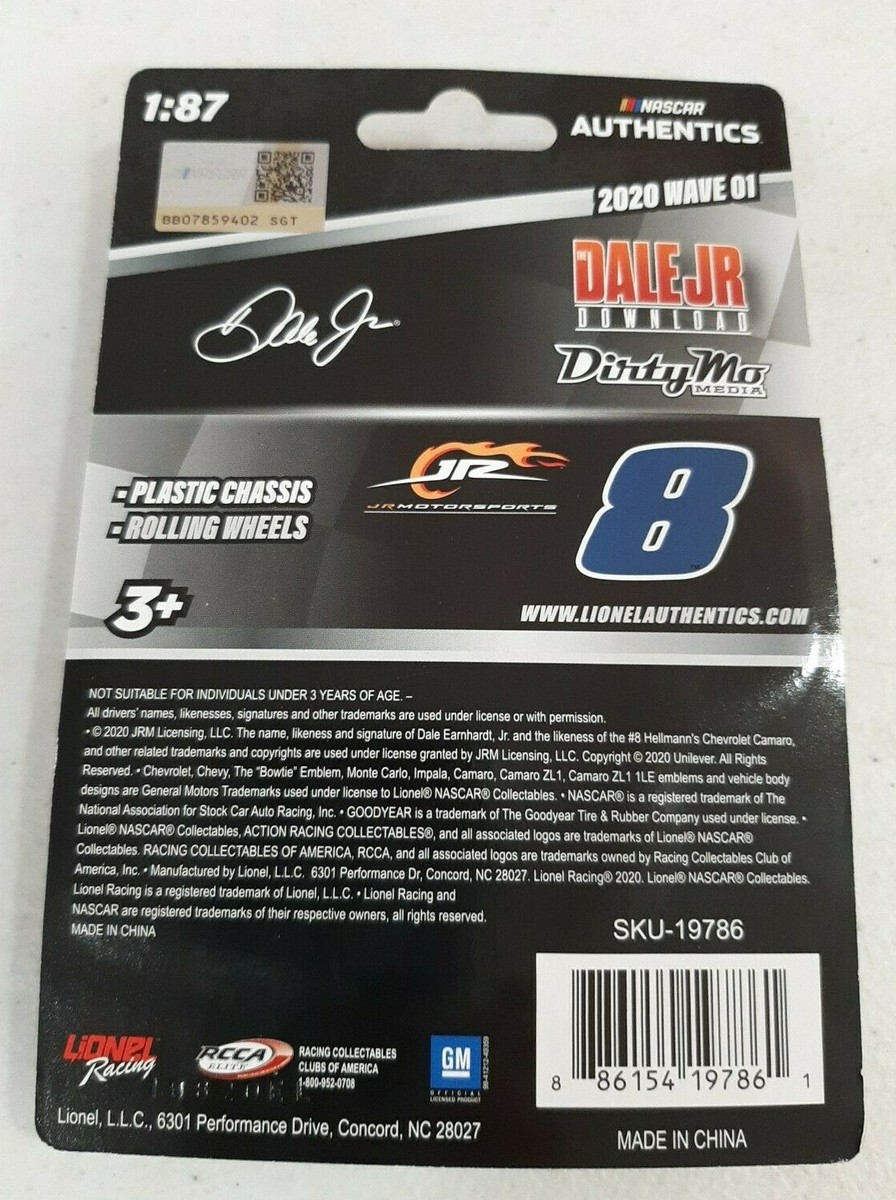 1:87
NASCAR
AUTHENTICS
BB07859402 SGT
2020 WAVE 01
THE
DALE JR
DOWNLOAD
Dale Jr.®
DirtyMo
MEDIA
- PLASTIC CHASSIS
- ROLLING WHEELS
JR
JR MOTORSPORTS
8
TM
3+
WWW.LIONELAUTHENTICS.COM
NOT SUITABLE FOR INDIVIDUALS UNDER 3 YEARS OF AGE. –
All drivers' names, likenesses, signatures and other trademarks are used under license or with permission.
• © 2020 JRM Licensing, LLC. The name, likeness and signature of Dale Earnhardt, Jr. and the likeness of the #8 Hellmann's Chevrolet Camaro,
and other related trademarks and copyrights are used under license granted by JRM Licensing, LLC. Copyright © 2020 Unilever. All Rights
Reserved. • Chevrolet, Chevy, The "Bowtie" Emblem, Monte Carlo, Impala, Camaro, Camaro ZL1, Camaro ZL1 1LE emblems and vehicle body
designs are General Motors Trademarks used under license to Lionel® NASCAR® Collectables. • NASCAR® is a registered trademark of The
National Association for Stock Car Auto Racing, Inc. • GOODYEAR is a trademark of The Goodyear Tire & Rubber Company used under license. •
Lionel® NASCAR® Collectables, ACTION RACING COLLECTABLES®, and all associated logos are trademarks of Lionel® NASCAR®
Collectables. RACING COLLECTABLES OF AMERICA, RCCA, and all associated logos are trademarks owned by Racing Collectables Club of
America, Inc. • Manufactured by Lionel, L.L.C. 6301 Performance Dr, Concord, NC 28027. Lionel Racing® 2020. Lionel® NASCAR® Collectables.
Lionel Racing is a registered trademark of Lionel, L.L.C. • Lionel Racing and
NASCAR are registered trademarks of their respective owners, all rights reserved.
MADE IN CHINA
SKU-19786
LIONEL
Racing
RCCA
ELITE
RACING COLLECTABLES
CLUBS OF AMERICA
1-800-952-0708
GM
OFFICIAL
LICENSED PRODUCT
8 86154 19786 1
Lionel, L.L.C., 6301 Performance Drive, Concord, NC 28027
MADE IN CHINA